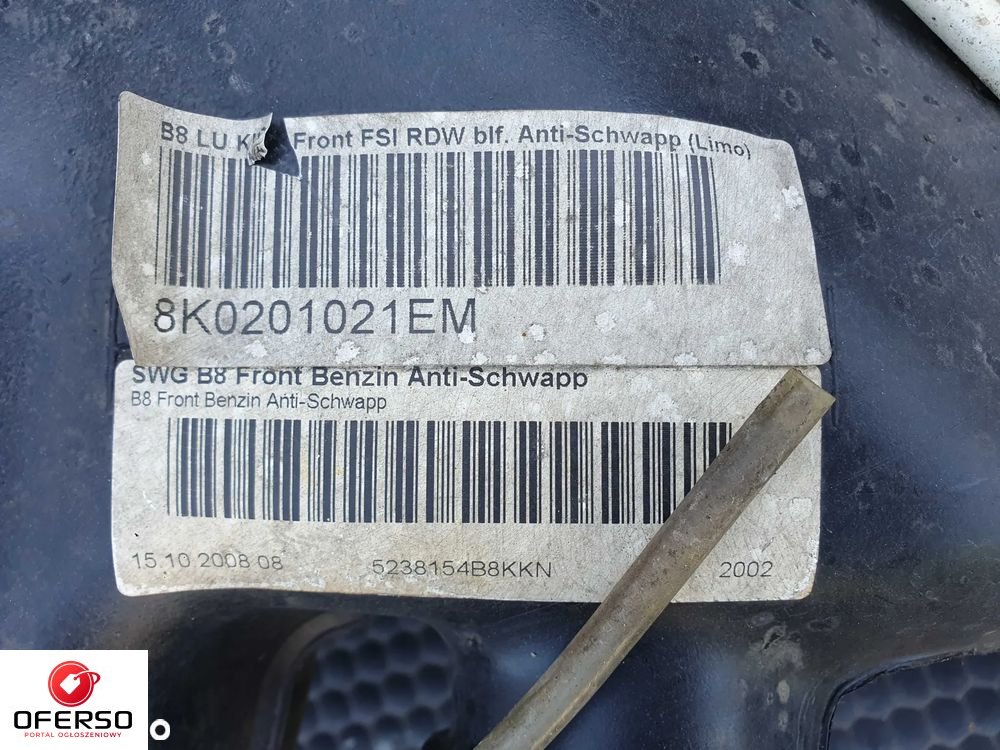 B8 LU Front FSI RDW blf. Anti-Schwapp (Limo)
8K0201021EM
SWG B8 Front Benzin Anti-Schwapp
B8 Front Benzin Anti-Schwapp
15.10.2008 08 5238154B8KKN 2002
OFERSO
PORTAL OGŁOSZENIOWY